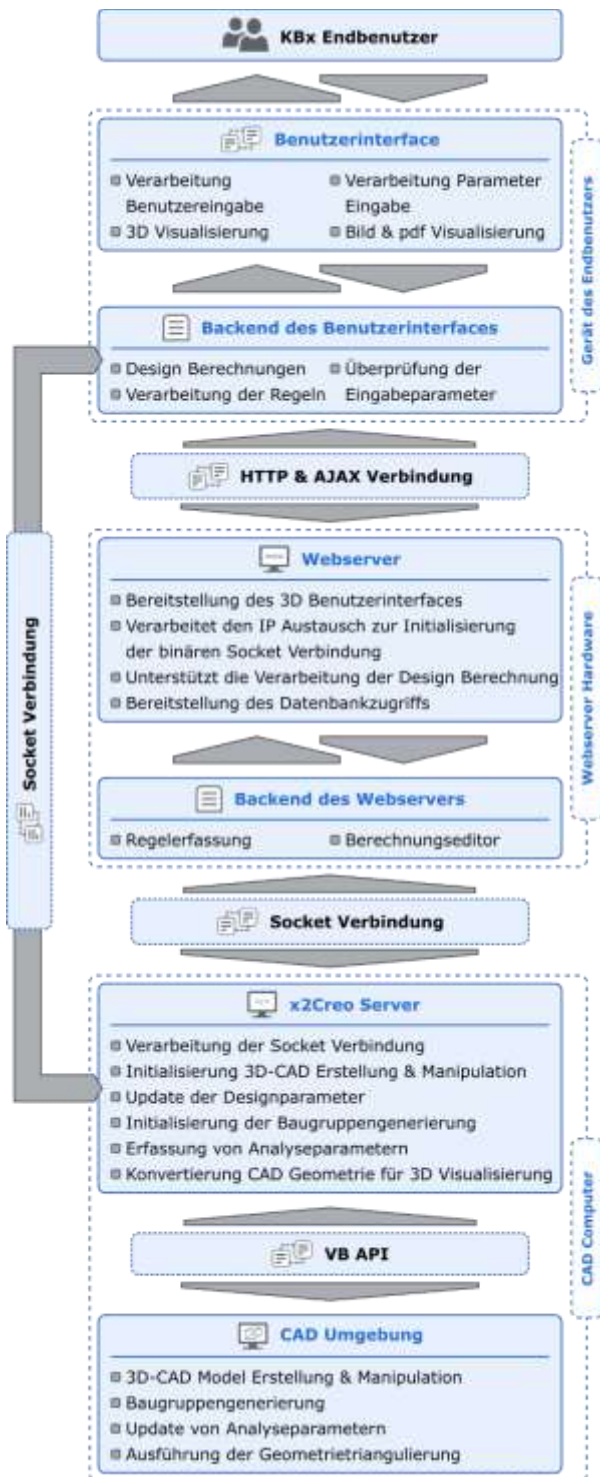 KBx Endbenutzer
Benutzerinterface
Verarbeitung
Benutzereingabe
3D Visualisierung
Verarbeitung Parameter
Eingabe
Bild & pdf Visualisierung
Backend des Benutzerinterfaces
Design Berechnungen
Verarbeitung der Regeln
Überprüfung der
Eingabeparameter
Gerät des Endbenutzers
HTTP & AJAX Verbindung
Webserver
Bereitstellung des 3D Benutzerinterfaces
Verarbeitet den IP Austausch zur Initialisierung
der binären Socket Verbindung
Unterstützt die Verarbeitung der Design Berechnung
Bereitstellung des Datenbankzugriffs
Backend des Webservers
Regelerfassung
Berechnungseditor
Webserver Hardware
Socket Verbindung
Socket Verbindung
x2Creo Server
Verarbeitung der Socket Verbindung
Initialisierung 3D-CAD Erstellung & Manipulation
Update der Designparameter
Initialisierung der Baugruppengenerierung
Erfassung von Analyseparametern
Konvertierung CAD Geometrie für 3D Visualisierung
VB API
CAD Umgebung
3D-CAD Model Erstellung & Manipulation
Baugruppengenerierung
Update von Analyseparametern
Ausführung der Geometrietriangulierung
CAD Computer